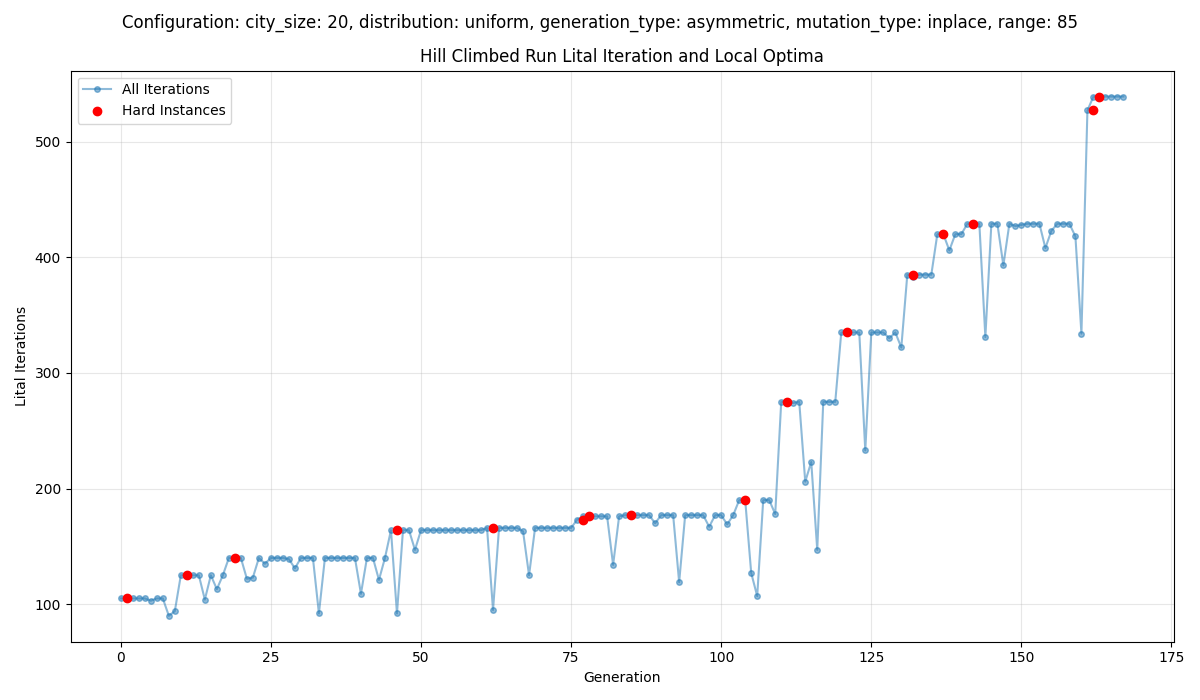 Configuration: city_size: 20, distribution: uniform, generation_type: asymmetric, mutation_type: inplace, range: 85
Hill Climbed Run Lital Iteration and Local Optima
All Iterations
Hard Instances
500
400
300
200
100
Lital Iterations
0 25 50 75 100 125 150 175
Generation